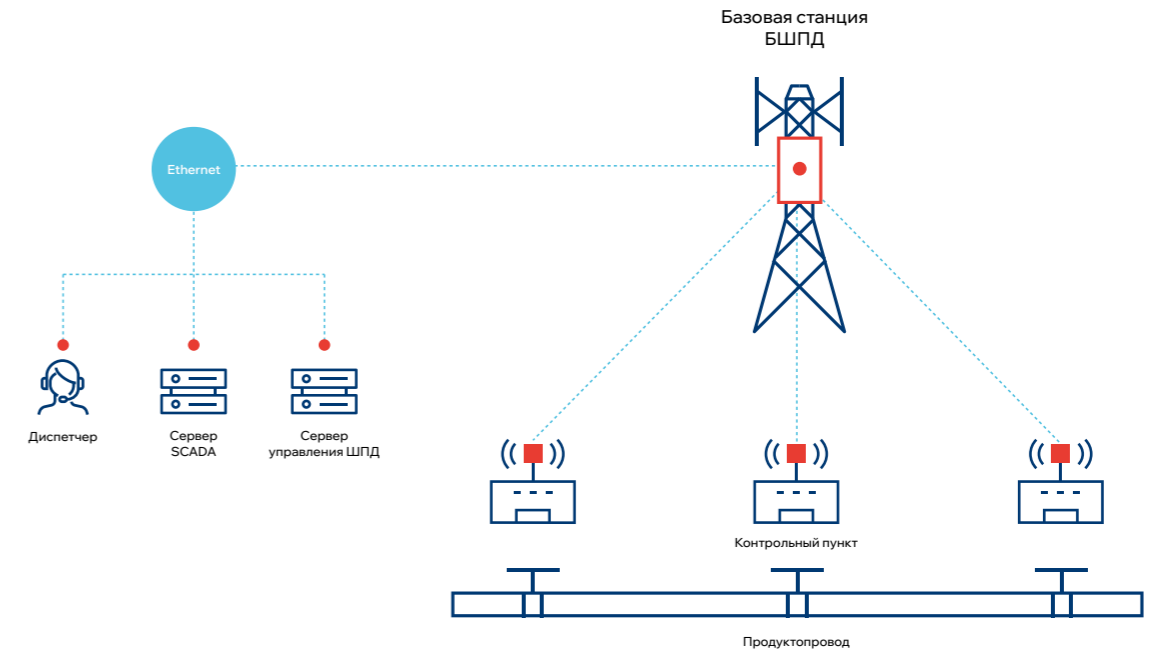 Базовая станция
БШПД
Ethernet
Диспетчер
Сервер
SCADA
Сервер
управления ШПД
Контрольный пункт
Продуктопровод